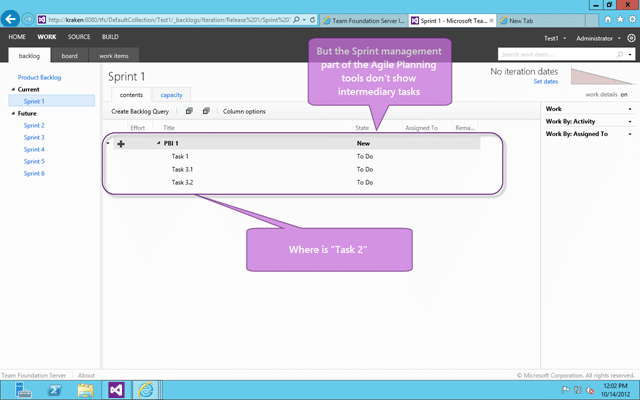 http://kraken:8080/tfs/DefaultCollection/Test1/_backlogs/iteration/Release%201/Sprint%
Team Foundation Server I...
Sprint 1 - Microsoft Tea...
New Tab
HOME WORK SOURCE BUILD
Test1
Administrator
backlog board work items
Search work items...
Product Backlog
Current
Sprint 1
Future
Sprint 2
Sprint 3
Sprint 4
Sprint 5
Sprint 6
Sprint 1
contents capacity
No iteration dates
Set dates
work details on
Create Backlog Query
Column options
Effort Title State Assigned To Rema...
PBI 1 New
Task 1 To Do
Task 3.1 To Do
Task 3.2 To Do
Work
Work By: Activity
Work By: Assigned To
But the Sprint management
part of the Agile Planning
tools don't show
intermediary tasks
Where is "Task 2"
Team Foundation Server About
© Microsoft Corporation. All rights reserved.
12:02 PM
10/14/2012